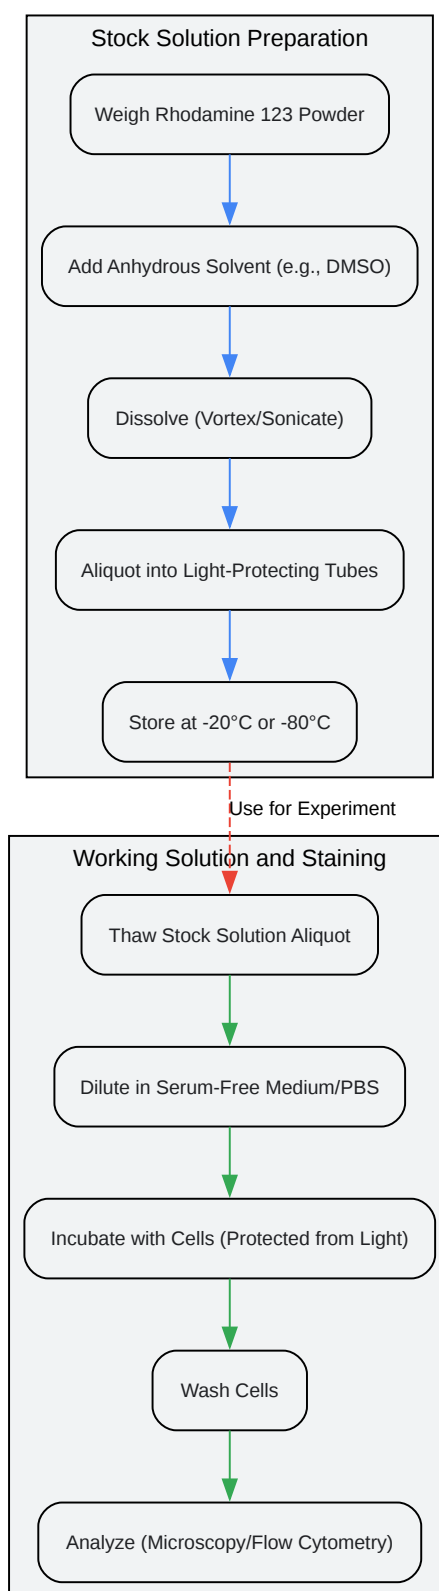 Stock Solution Preparation
Weigh Rhodamine 123 Powder
Add Anhydrous Solvent (e.g., DMSO)
Dissolve (Vortex/Sonicate)
Aliquot into Light-Protecting Tubes
Store at -20°C or -80°C
Use for Experiment
Working Solution and Staining
Thaw Stock Solution Aliquot
Dilute in Serum-Free Medium/PBS
Incubate with Cells (Protected from Light)
Wash Cells
Analyze (Microscopy/Flow Cytometry)